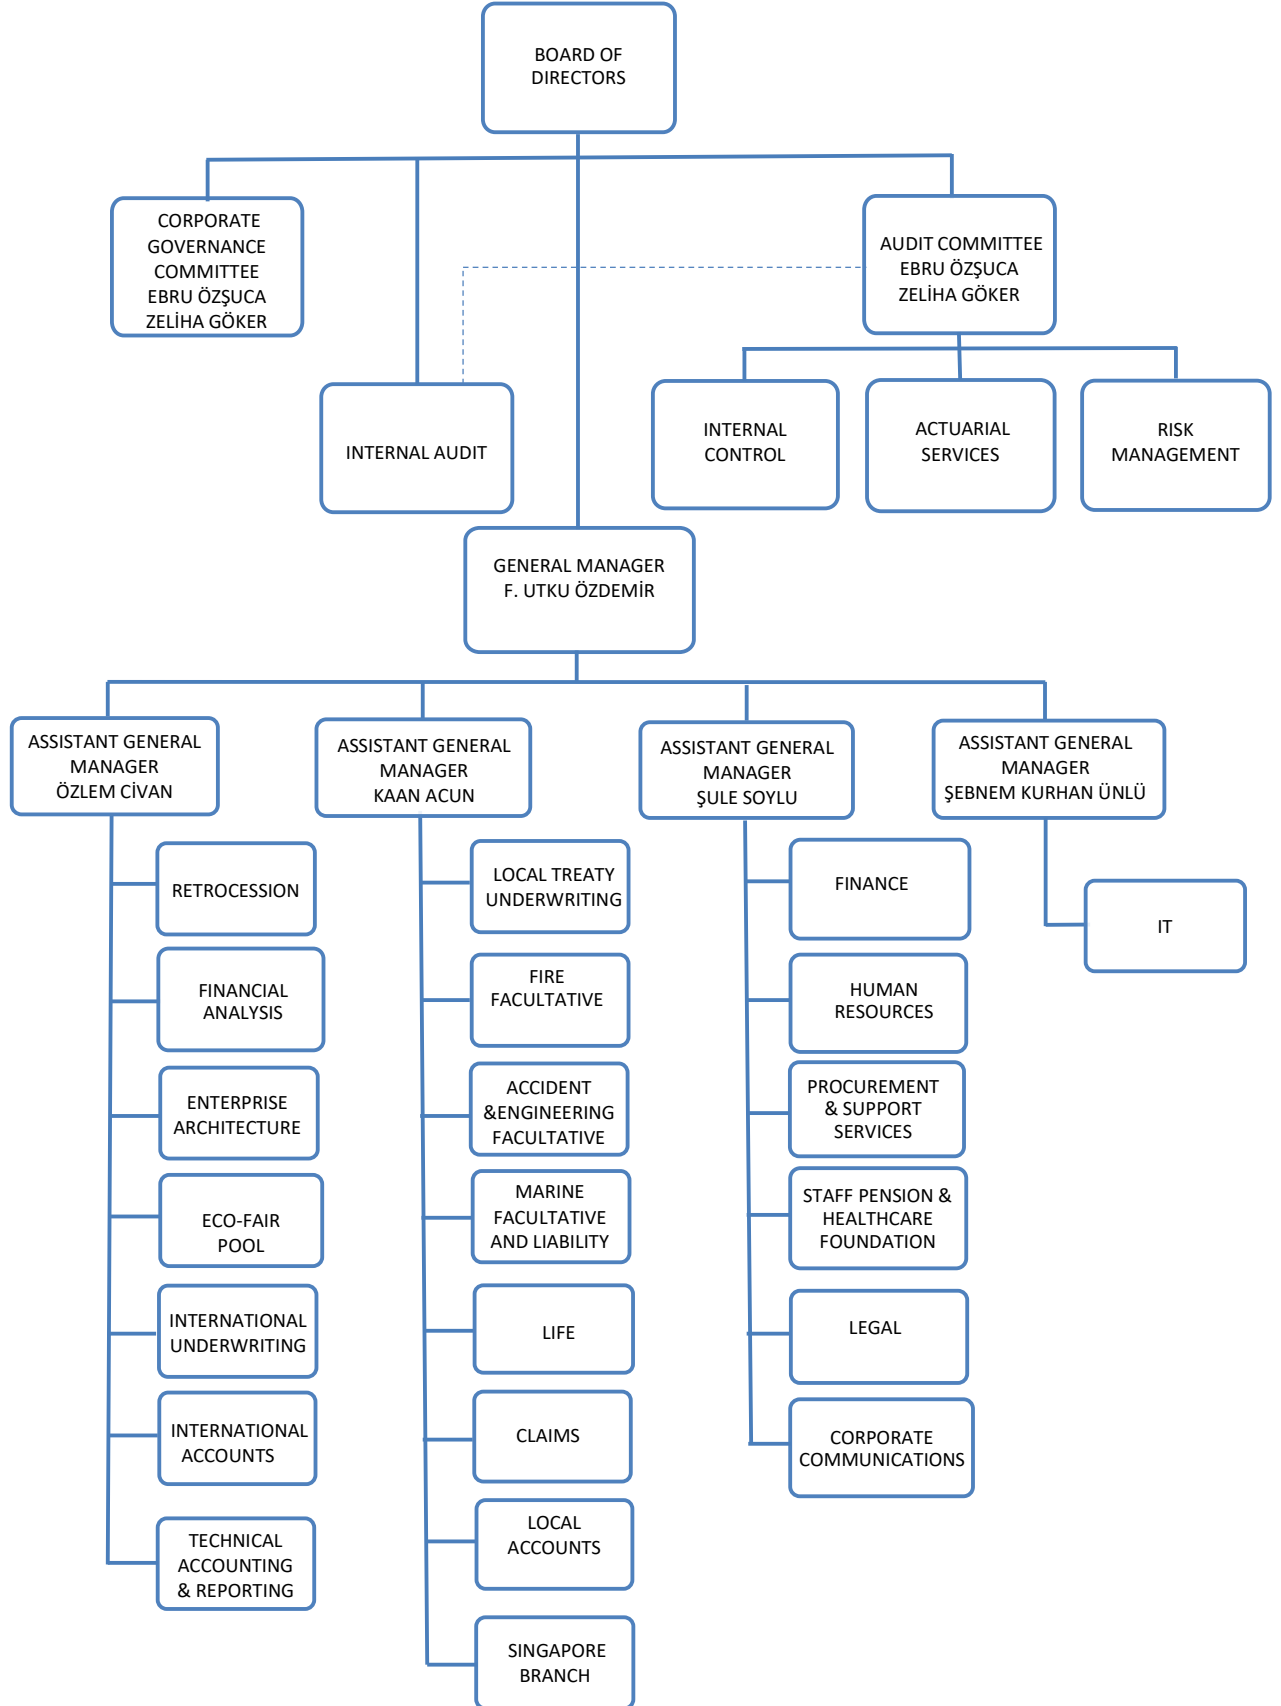 BOARD OF
DIRECTORS
CORPORATE
GOVERNANCE
COMMITTEE
EBRU ÖZŞUCA
ZELİHA GÖKER
AUDIT COMMITTEE
EBRU ÖZŞUCA
ZELİHA GÖKER
INTERNAL AUDIT
INTERNAL
CONTROL
ACTUARIAL
SERVICES
RISK
MANAGEMENT
GENERAL MANAGER
F. UTKU ÖZDEMİR
ASSISTANT GENERAL
MANAGER
ÖZLEM CİVAN
ASSISTANT GENERAL
MANAGER
KAAN ACUN
ASSISTANT GENERAL
MANAGER
ŞULE SOYLU
ASSISTANT GENERAL
MANAGER
ŞEBNEM KURHAN ÜNLÜ
RETROCESSION
FINANCIAL
ANALYSIS
ENTERPRISE
ARCHITECTURE
ECO-FAIR
POOL
INTERNATIONAL
UNDERWRITING
INTERNATIONAL
ACCOUNTS
TECHNICAL
ACCOUNTING
& REPORTING
LOCAL TREATY
UNDERWRITING
FIRE
FACULTATIVE
ACCIDENT
&ENGINEERING
FACULTATIVE
MARINE
FACULTATIVE
AND LIABILITY
LIFE
CLAIMS
LOCAL
ACCOUNTS
SINGAPORE
BRANCH
FINANCE
HUMAN
RESOURCES
PROCUREMENT
& SUPPORT
SERVICES
STAFF PENSION &
HEALTHCARE
FOUNDATION
LEGAL
CORPORATE
COMMUNICATIONS
IT